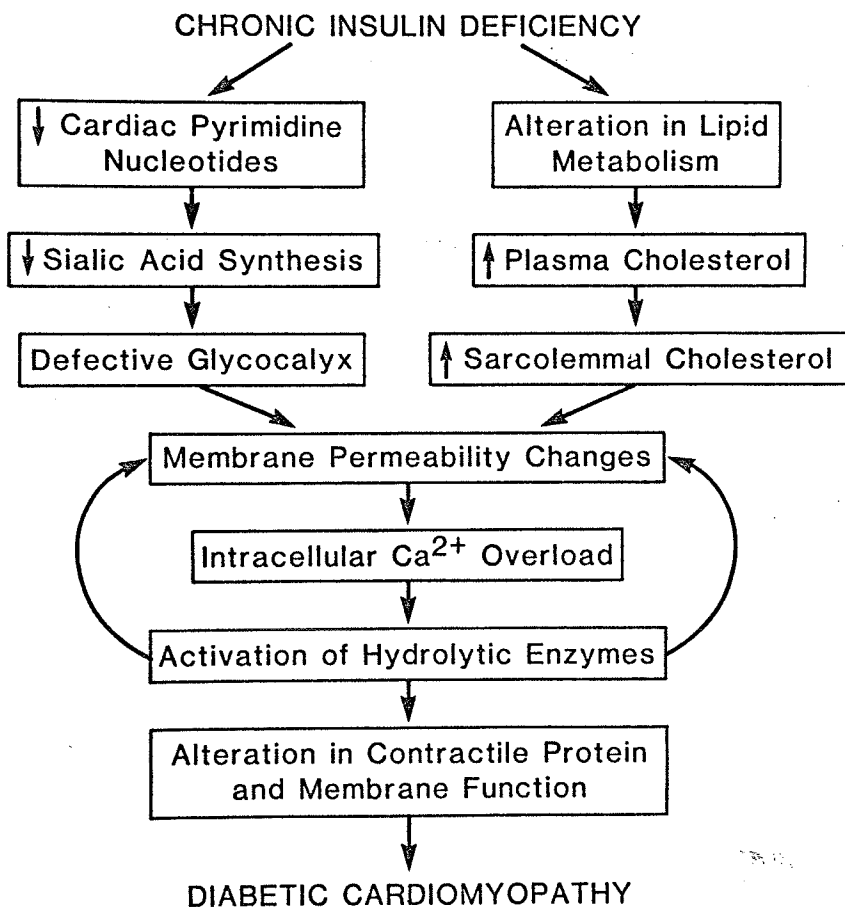 CHRONIC INSULIN DEFICIENCY
↓ Cardiac Pyrimidine
Nucleotides
Alteration in Lipid
Metabolism
↓ Sialic Acid Synthesis
↑ Plasma Cholesterol
Defective Glycocalyx
↑ Sarcolemmal Cholesterol
Membrane Permeability Changes
Intracellular Ca²⁺ Overload
Activation of Hydrolytic Enzymes
Alteration in Contractile Protein
and Membrane Function
DIABETIC CARDIOMYOPATHY